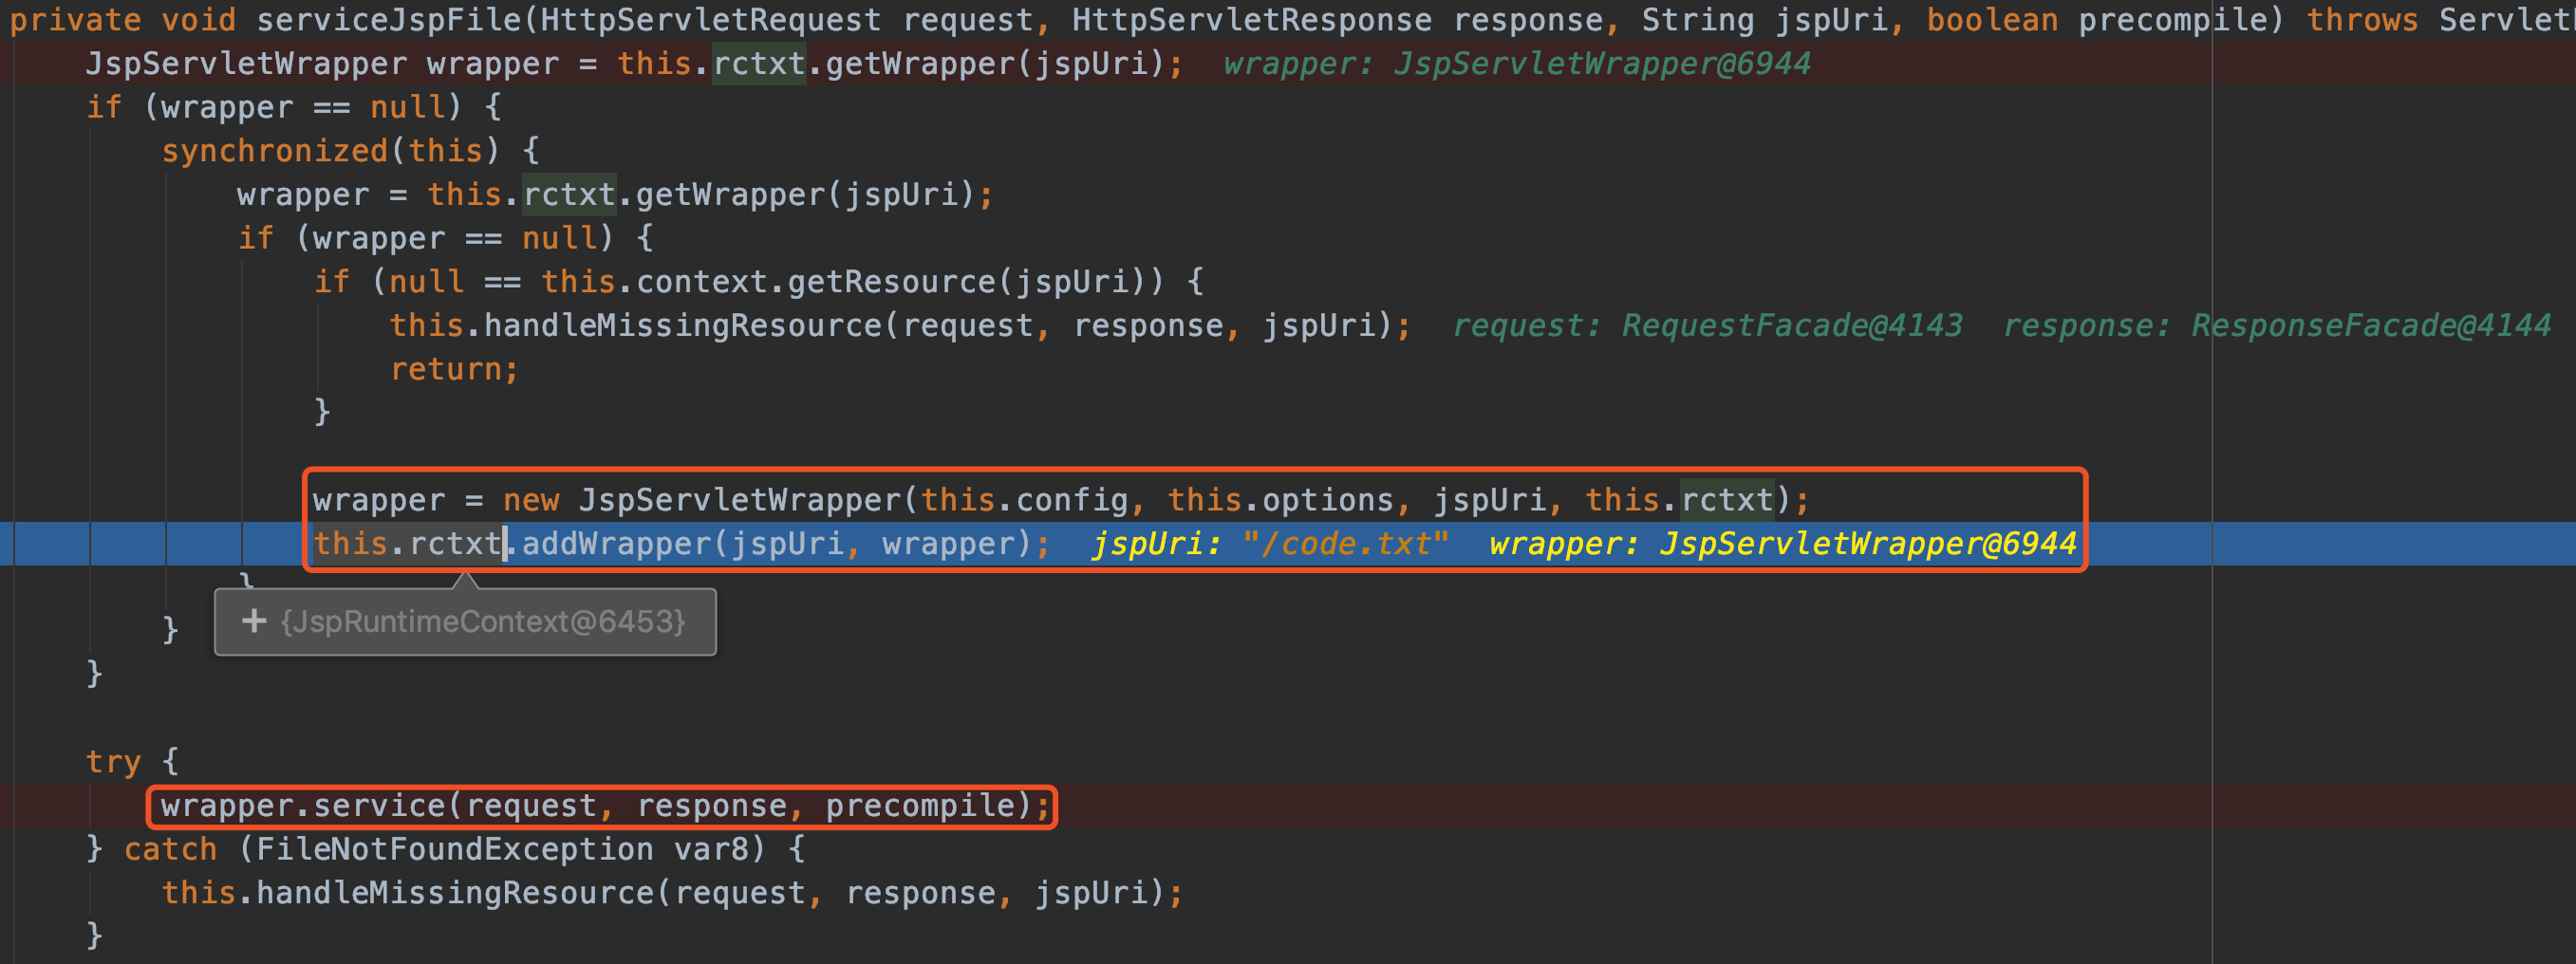 private void serviceJspFile(HttpServletRequest request, HttpServletResponse response, String jspUri, boolean precompile) throws Servlet
JspServletWrapper wrapper = this.rctxt.getWrapper(jspUri); wrapper: JspServletWrapper@6944
if (wrapper == null) {
synchronized(this) {
wrapper = this.rctxt.getWrapper(jspUri);
if (wrapper == null) {
if (null == this.context.getResource(jspUri)) {
this.handleMissingResource(request, response, jspUri); request: RequestFacade@4143 response: ResponseFacade@4144
return;
}
wrapper = new JspServletWrapper(this.config, this.options, jspUri, this.rctxt);
this.rctxt.addWrapper(jspUri, wrapper); jspUri: "/code.txt" wrapper: JspServletWrapper@6944
}
+ {JspRuntimeContext@6453}
}
}
try {
wrapper.service(request, response, precompile);
} catch (FileNotFoundException var8) {
this.handleMissingResource(request, response, jspUri);
}